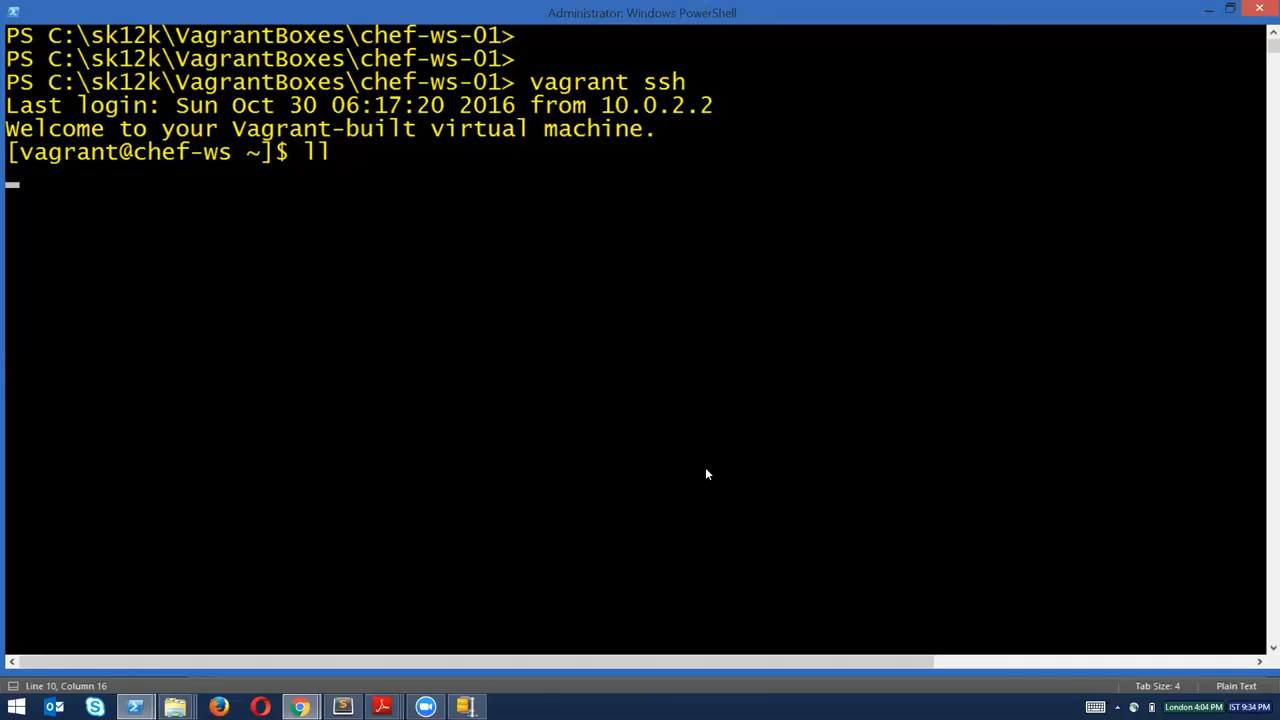 Administrator: Windows PowerShell
PS C:\sk12k\VagrantBoxes\chef-ws-01>
PS C:\sk12k\VagrantBoxes\chef-ws-01>
PS C:\sk12k\VagrantBoxes\chef-ws-01> vagrant ssh
Last login: Sun Oct 30 06:17:20 2016 from 10.0.2.2
Welcome to your Vagrant-built virtual machine.
[vagrant@chef-ws ~]$ ll
Line 10, Column 16
Tab Size: 4
Plain Text
London 4:04 PM
IST 9:34 PM